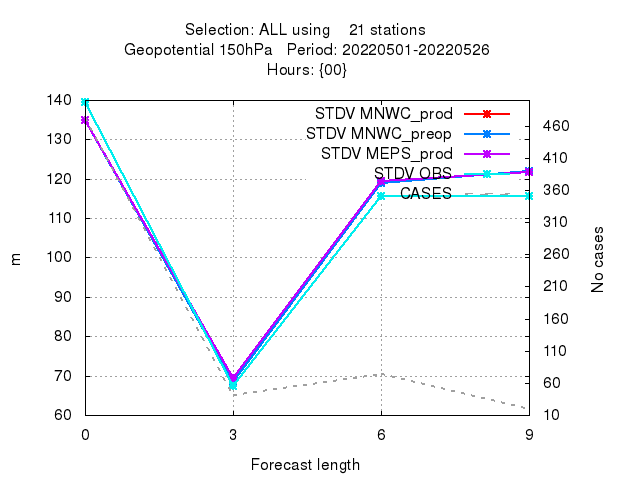 Selection: ALL using    21 stations
Geopotential 150hPa   Period: 20220501-20220526
Hours: {00}
140
130
120
110
100
90
80
70
60
m
STDV MNWC_prod
STDV MNWC_preop
STDV MEPS_prod
STDV OBS
CASES
460
410
360
310
260
210
160
110
60
10
No cases
0
3
6
9
Forecast length